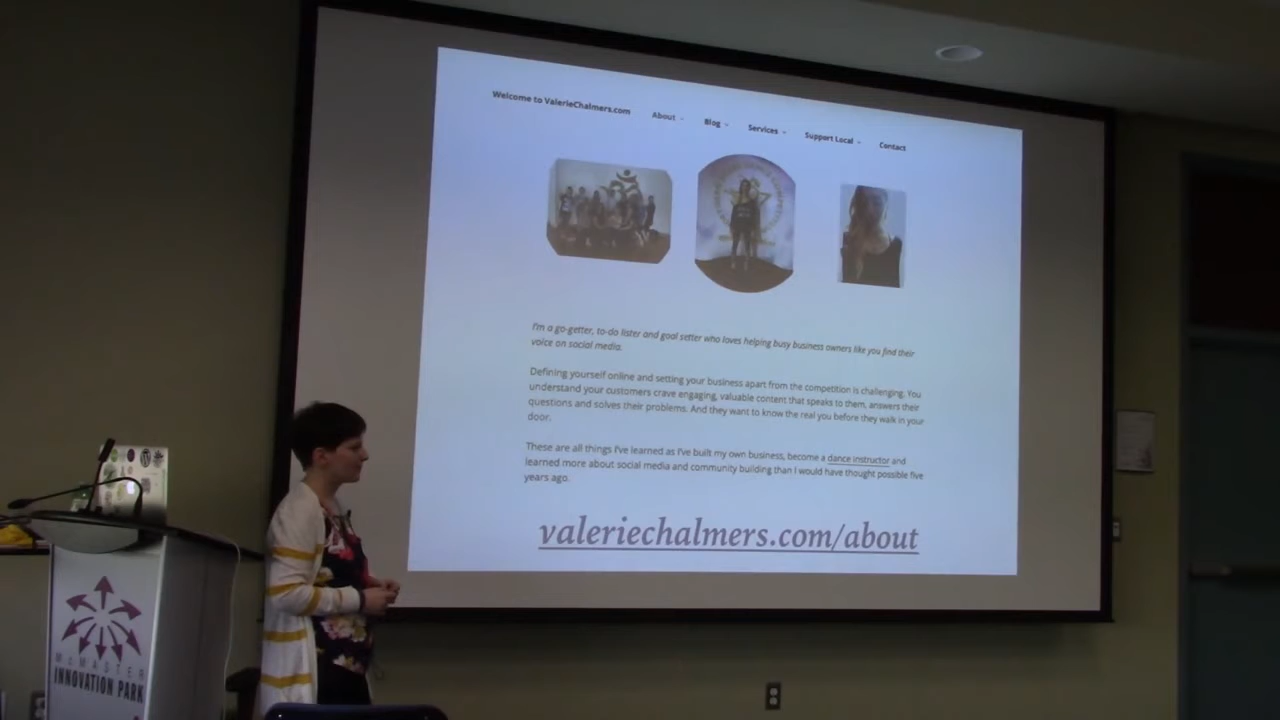 Welcome to ValerieChalmers.com About Blog Services Support Local Contact
I'm a go-getter, to-do lister and goal setter who loves helping busy business owners like you find their
voice on social media.
Defining yourself online and setting your business apart from the competition is challenging. You
understand your customers crave engaging, valuable content that speaks to them, answers their
questions and solves their problems. And they want to know the real you before they walk in your
door.
These are all things I've learned as I've built my own business, become a dance instructor and
learned more about social media and community building than I would have thought possible five
years ago.
valeriechalmers.com/about
McMASTER
INNOVATION PARK